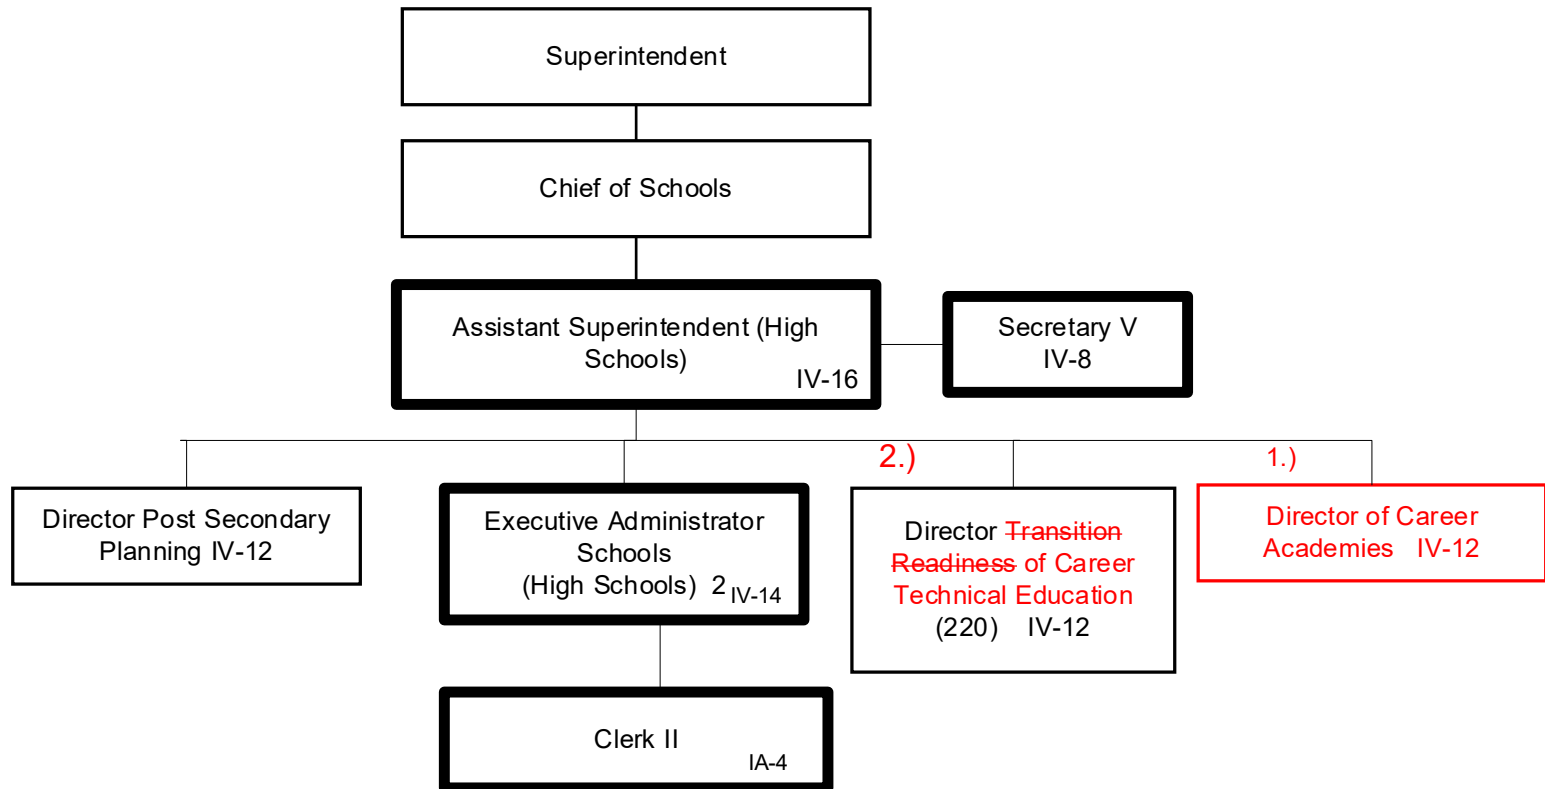 Superintendent
Chief of Schools
Assistant Superintendent (High
Schools)
IV-16
Secretary V
IV-8
2.)
1.)
Director Post Secondary
Planning IV-12
Executive Administrator
Schools
(High Schools) 2 IV-14
Director Transition
Readiness of Career
Technical Education
(220) IV-12
Director of Career
Academies IV-12
Clerk II
IA-4